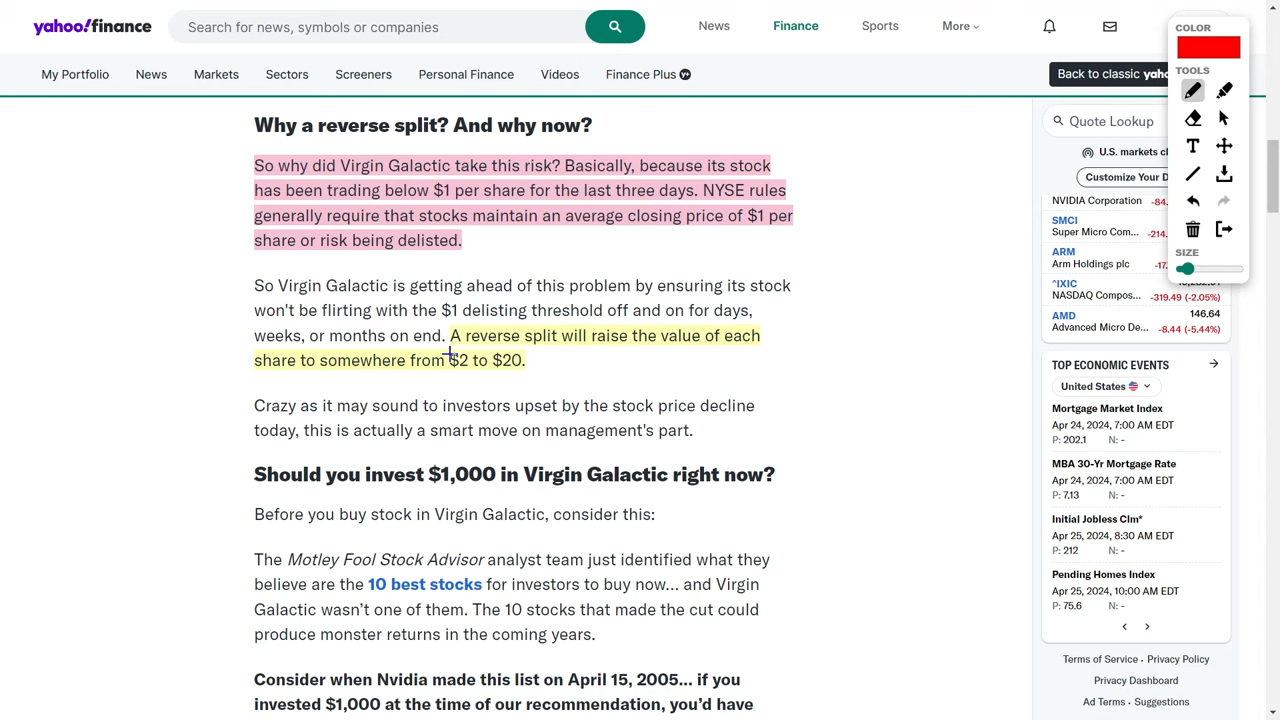 yahoo!finance
Search for news, symbols or companies
News
Finance
Sports
More
My Portfolio
News
Markets
Sectors
Screeners
Personal Finance
Videos
Finance Plus
Back to classic
COLOR
TOOLS
T
SIZE
Why a reverse split? And why now?
So why did Virgin Galactic take this risk? Basically, because its stock
has been trading below $1 per share for the last three days. NYSE rules
generally require that stocks maintain an average closing price of $1 per
share or risk being delisted.
So Virgin Galactic is getting ahead of this problem by ensuring its stock
won't be flirting with the $1 delisting threshold off and on for days,
weeks, or months on end. A reverse split will raise the value of each
share to somewhere from $2 to $20.
Crazy as it may sound to investors upset by the stock price decline
today, this is actually a smart move on management's part.
Should you invest $1,000 in Virgin Galactic right now?
Before you buy stock in Virgin Galactic, consider this:
The Motley Fool Stock Advisor analyst team just identified what they
believe are the 10 best stocks for investors to buy now... and Virgin
Galactic wasn't one of them. The 10 stocks that made the cut could
produce monster returns in the coming years.
Consider when Nvidia made this list on April 15, 2005... if you
invested $1,000 at the time of our recommendation, you'd have
Quote Lookup
U.S. markets cl
Customize Your D
NVIDIA Corporation -84.
SMCI
Super Micro Com... -214.
ARM
Arm Holdings plc -17.
^IXIC
NASDAQ Compos... -319.49 (-2.05%)
AMD 146.64
Advanced Micro De... -8.44 (-5.44%)
TOP ECONOMIC EVENTS
United States
Mortgage Market Index
Apr 24, 2024, 7:00 AM EDT
P: 202.1 N: -
MBA 30-Yr Mortgage Rate
Apr 24, 2024, 7:00 AM EDT
P: 7.13 N: -
Initial Jobless Clm*
Apr 25, 2024, 8:30 AM EDT
P: 212 N: -
Pending Homes Index
Apr 25, 2024, 10:00 AM EDT
P: 75.6 N: -
Terms of Service • Privacy Policy
Privacy Dashboard
Ad Terms • Suggestions